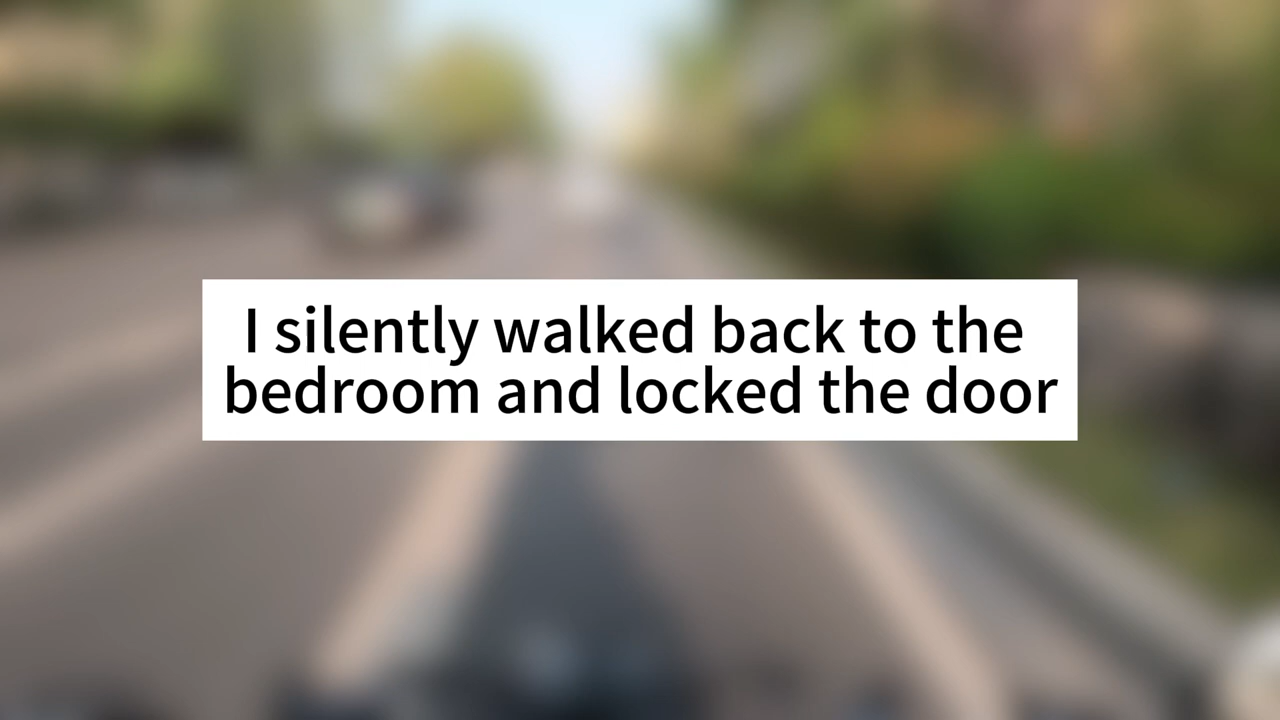 I silently walked back to the
bedroom and locked the door